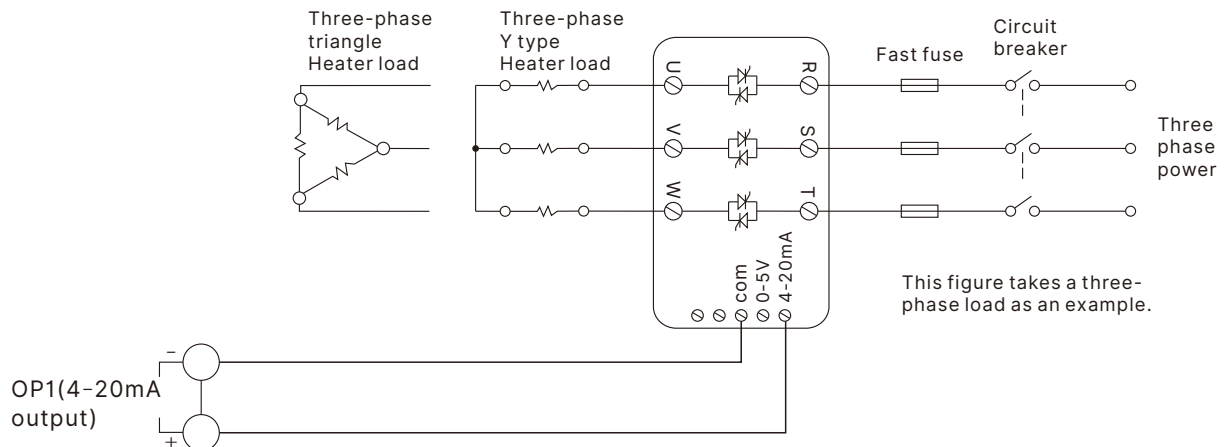 Three-phase
triangle
Heater load
Three-phase
Y type
Heater load
U
V
W
R
S
T
com
0-5V
4-20mA
Fast fuse
Circuit
breaker
Three
phase
power
This figure takes a three-
phase load as an example.
−
OP1(4-20mA
output)
+